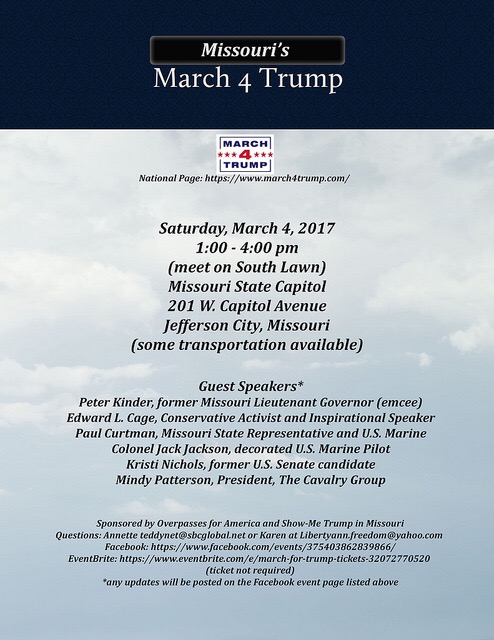 Missouri's
March 4 Trump
MARCH
4
TRUMP
National Page: https://www.march4trump.com/
Saturday, March 4, 2017
1:00 - 4:00 pm
(meet on South Lawn)
Missouri State Capitol
201 W. Capitol Avenue
Jefferson City, Missouri
(some transportation available)
Guest Speakers*
Peter Kinder, former Missouri Lieutenant Governor (emcee)
Edward L. Cage, Conservative Activist and Inspirational Speaker
Paul Curtman, Missouri State Representative and U.S. Marine
Colonel Jack Jackson, decorated U.S. Marine Pilot
Kristi Nichols, former U.S. Senate candidate
Mindy Patterson, President, The Cavalry Group
Sponsored by Overpasses for America and Show-Me Trump in Missouri
Questions: Annette teddynet@sbcglobal.net or Karen at Libertyann.freedom@yahoo.com
Facebook: https://www.facebook.com/events/375403862839866/
EventBrite: https://www.eventbrite.com/e/march-for-trump-tickets-32072770520
(ticket not required)
*any updates will be posted on the Facebook event page listed above